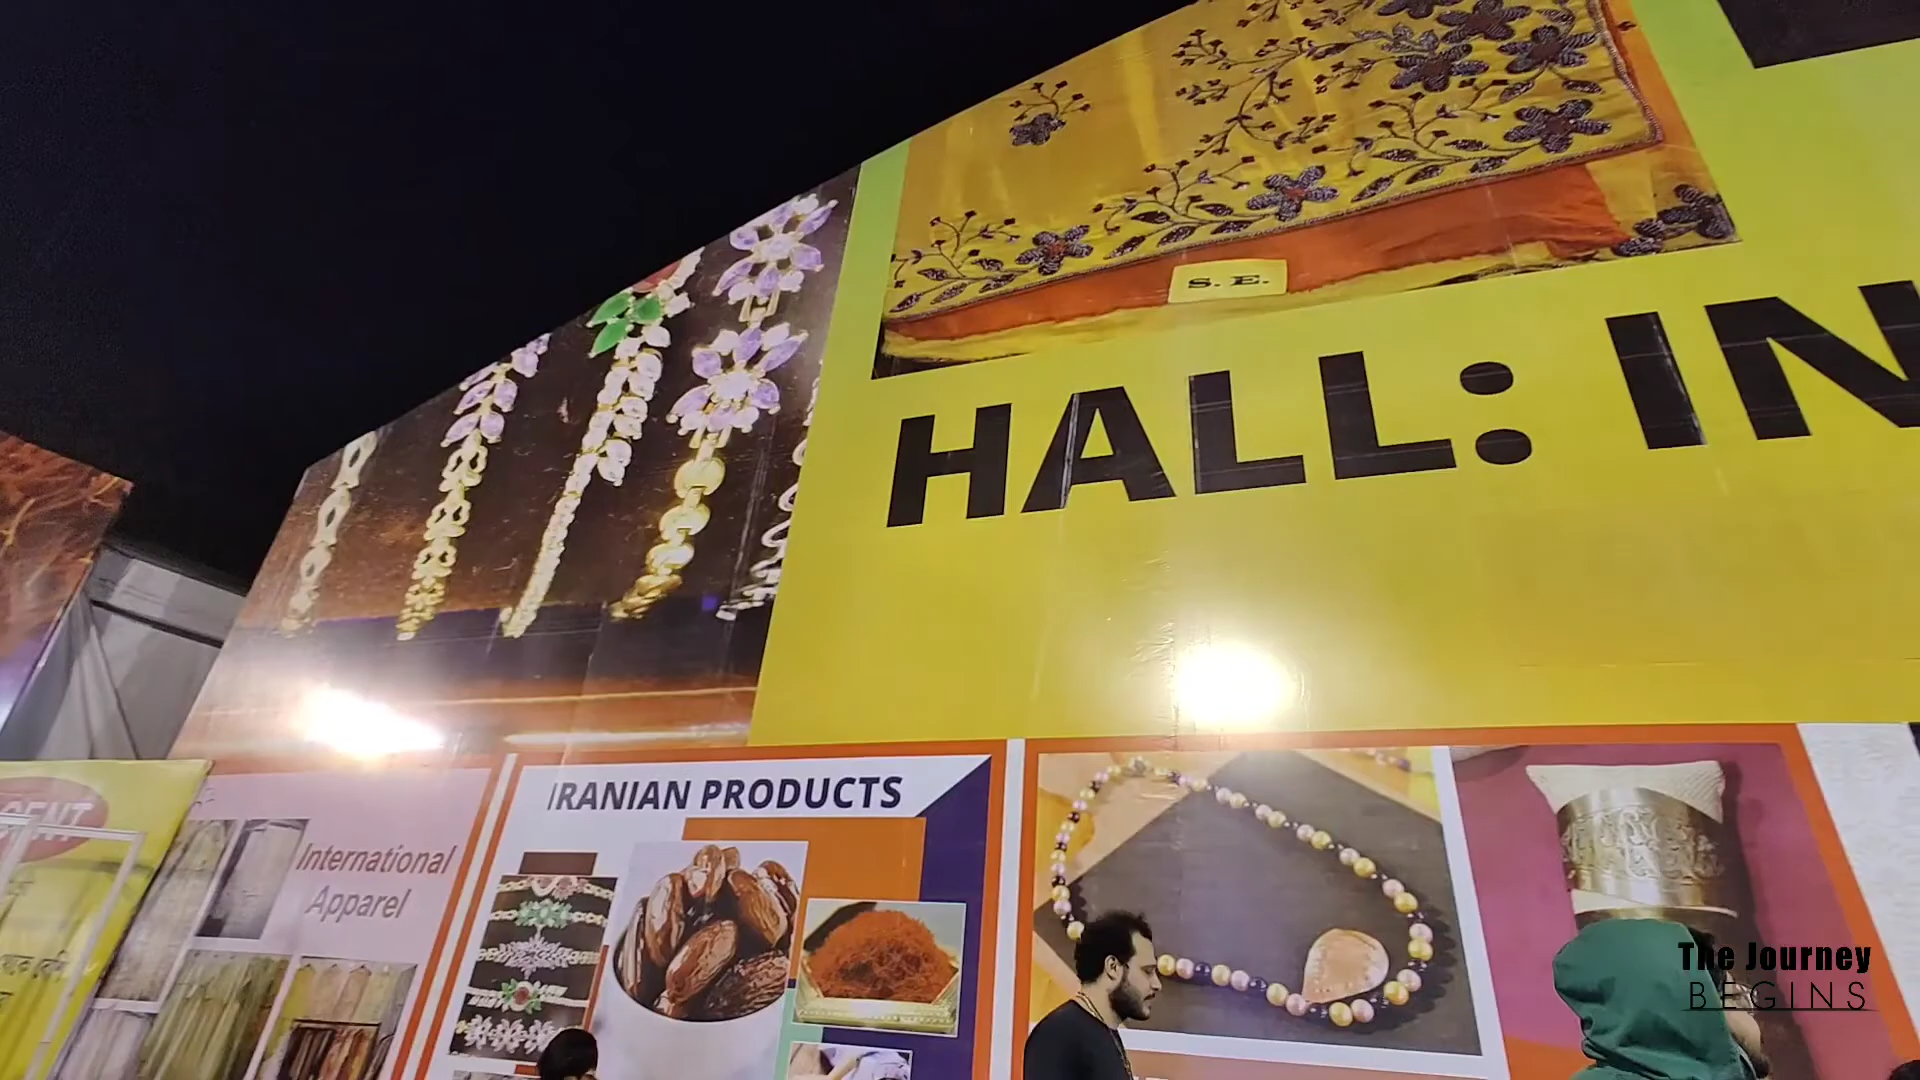 S. E.
HALL: IN
IRANIAN PRODUCTS
International
Apparel
The Journey
BEGINS